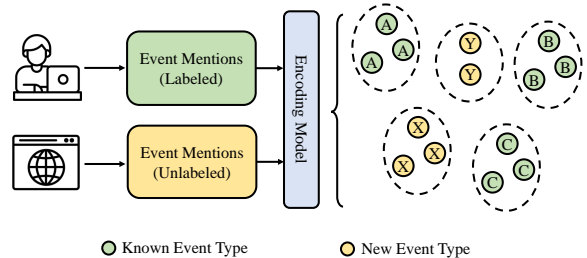 Event Mentions
(Labeled)
Event Mentions
(Unlabeled)
Encoding Model
A
A
A
Y
Y
B
B
B
X
X
X
C
C
C
Known Event Type
New Event Type